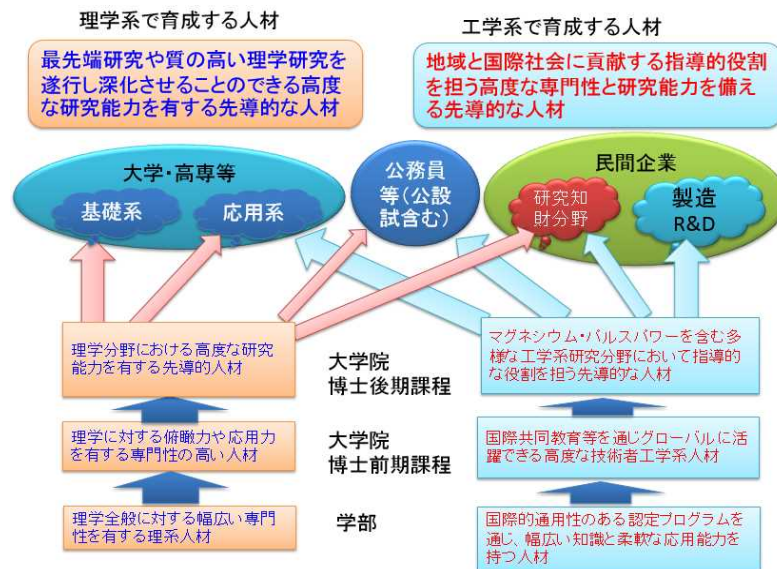 理学系で育成する人材
工学系で育成する人材
最先端研究や質の高い理学研究を
遂行し深化させることのできる高度
な研究能力を有する先導的な人材
地域と国際社会に貢献する指導的役割
を担う高度な専門性と研究能力を備え
る先導的な人材
大学・高専等
基礎系
応用系
公務員
等(公設
試含む)
民間企業
研究知
財分野
製造
R&D
理学分野における高度な研究
能力を有する先導的人材
大学院
博士後期課程
マグネシウム・パルスパワーを含む多
様な工学系研究分野において指導的
な役割を担う先導的な人材
理学に対する俯瞰力や応用力
を有する専門性の高い人材
大学院
博士前期課程
国際共同教育等を通じグローバルに活
躍できる高度な技術者工学系人材
理学全般に対する幅広い専門
性を有する理系人材
学部
国際的通用性のある認定プログラムを
通じ、幅広い知識と柔軟な応用能力を
持つ人材